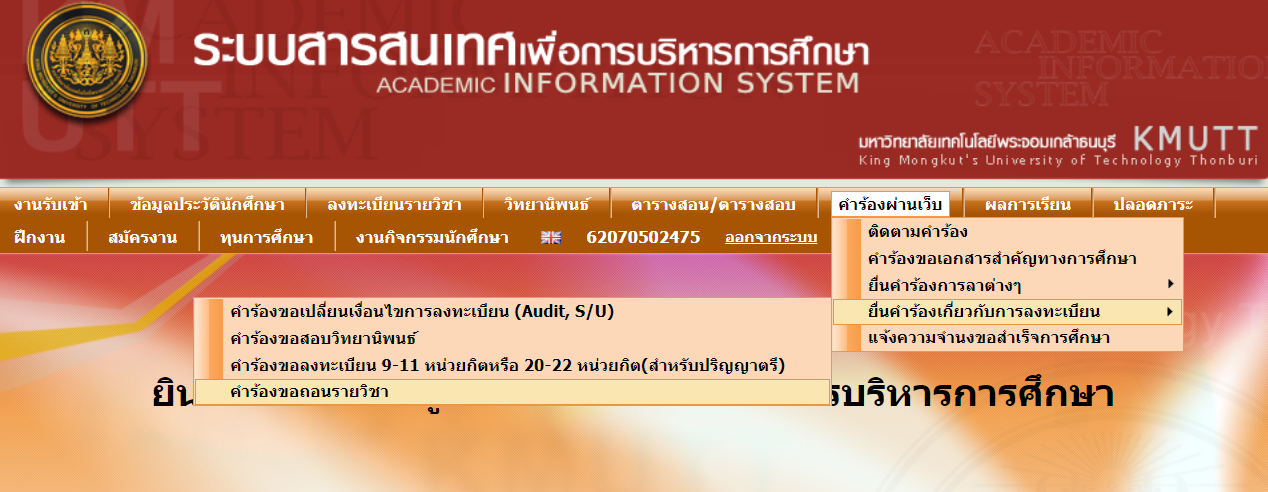 ระบบสารสนเทศเพื่อการบริหารการศึกษา
ACADEMIC INFORMATION SYSTEM
ACADEMIC
INFORMATION
SYSTEM
มหาวิทยาลัยเทคโนโลยีพระจอมเกล้าธนบุรี KMUTT
King Mongkut's University of Technology Thonburi
งานรับเข้า ข้อมูลประวัตินักศึกษา ลงทะเบียนรายวิชา วิทยานิพนธ์ ตารางสอน/ตารางสอบ คำร้องผ่านเว็บ ผลการเรียน ปลอดภาระ
ฝึกงาน สมัครงาน ทุนการศึกษา งานกิจกรรมนักศึกษา 62070502475 ออกจากระบบ
ติดตามคำร้อง
คำร้องขอเอกสารสำคัญทางการศึกษา
ยื่นคำร้องการลาต่างๆ
ยื่นคำร้องเกี่ยวกับการลงทะเบียน
แจ้งความจำนงขอสำเร็จการศึกษา
คำร้องขอเปลี่ยนเงื่อนไขการลงทะเบียน (Audit, S/U)
คำร้องขอสอบวิทยานิพนธ์
คำร้องขอลงทะเบียน 9-11 หน่วยกิตหรือ 20-22 หน่วยกิต(สำหรับปริญญาตรี)
คำร้องขอถอนรายวิชา
ยิน รบริหารการศึกษา